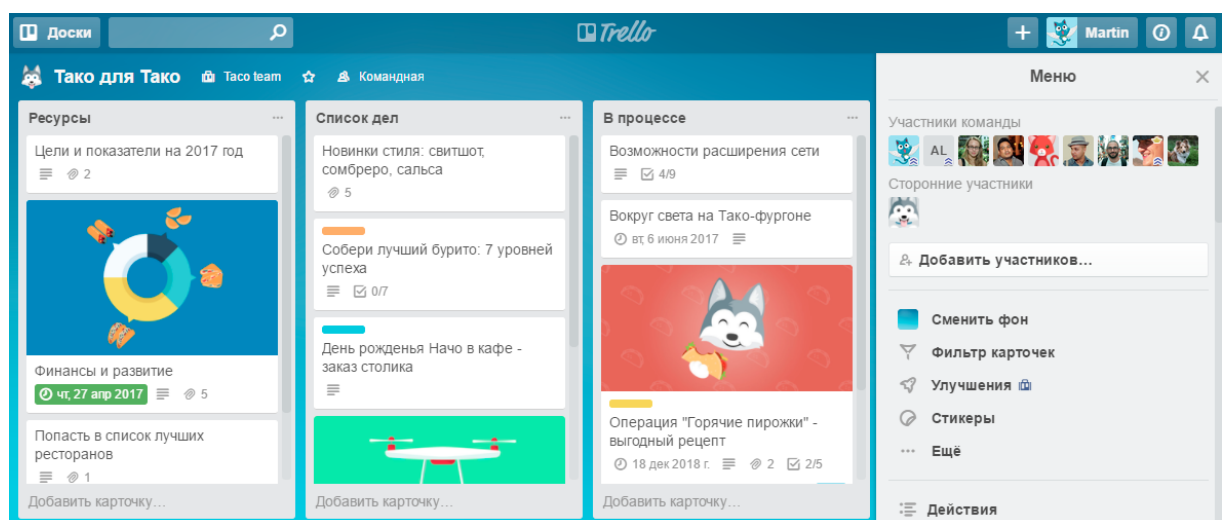 Доски
Trello
Martin
Тако для Тако
Taco team
Командная
Ресурсы
Цели и показатели на 2017 год
2
Финансы и развитие
чт, 27 апр 2017
5
Попасть в список лучших
ресторанов
1
Добавить карточку…
Список дел
Новинки стиля: свитшот,
сомбреро, сальса
5
Собери лучший бурито: 7 уровней
успеха
0/7
День рожденья Начо в кафе -
заказ столика
Добавить карточку…
В процессе
Возможности расширения сети
4/9
Вокруг света на Тако-фургоне
вт, 6 июня 2017
Операция "Горячие пирожки" -
выгодный рецепт
18 дек 2018 г.
2
2/5
Добавить карточку…
Меню
Участники команды
AL
Сторонние участники
Добавить участников…
Сменить фон
Фильтр карточек
Улучшения
Стикеры
Ещё
Действия